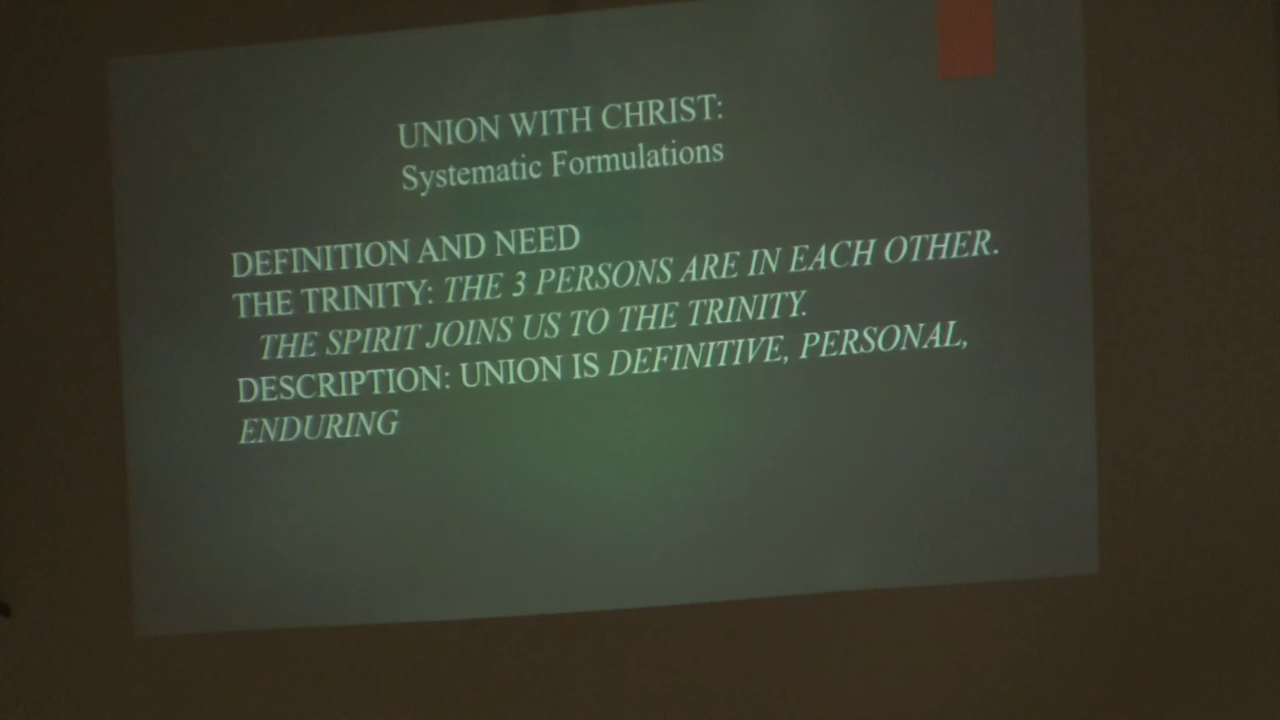 UNION WITH CHRIST:
Systematic Formulations
DEFINITION AND NEED
THE TRINITY: THE 3 PERSONS ARE IN EACH OTHER.
THE SPIRIT JOINS US TO THE TRINITY.
DESCRIPTION: UNION IS DEFINITIVE, PERSONAL,
ENDURING